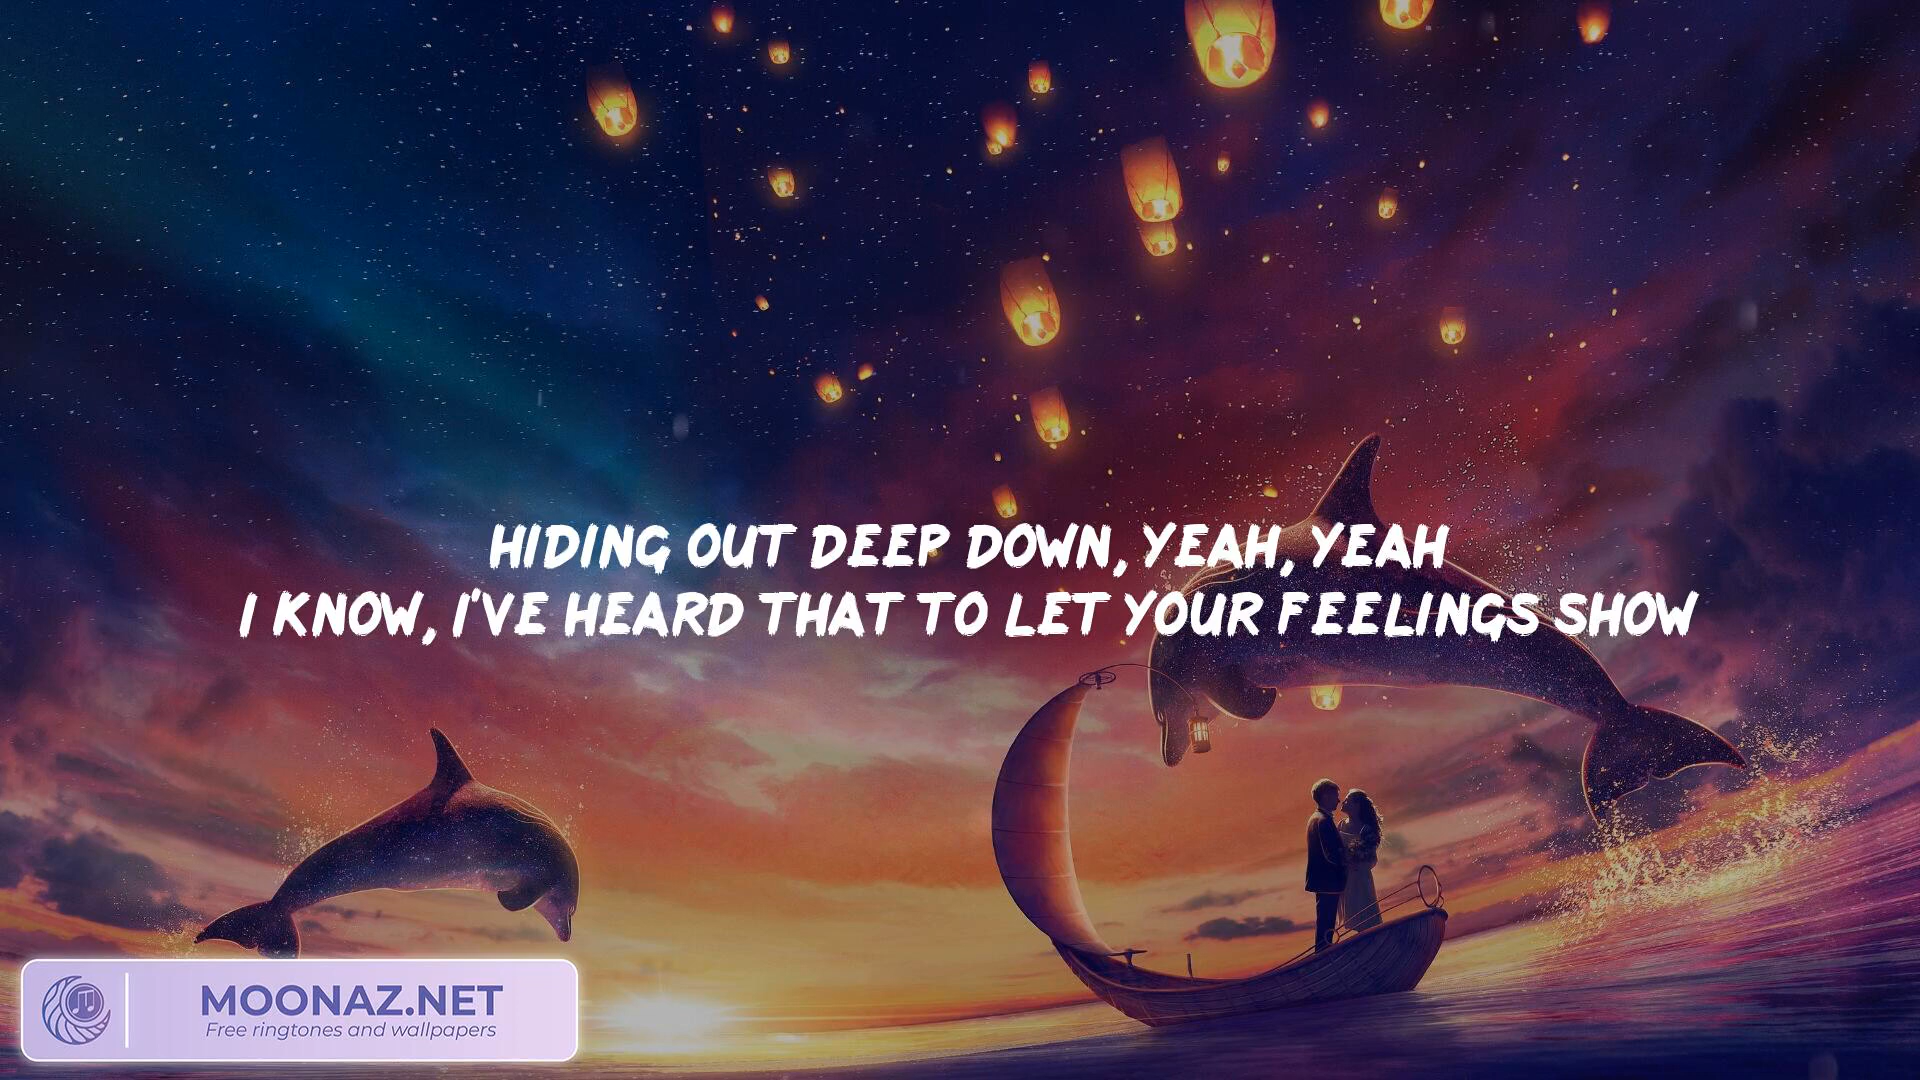 HIDING OUT DEEP DOWN, YEAH, YEAH
I KNOW, I'VE HEARD THAT TO LET YOUR FEELINGS SHOW
MOONAZ.NET
Free ringtones and wallpapers